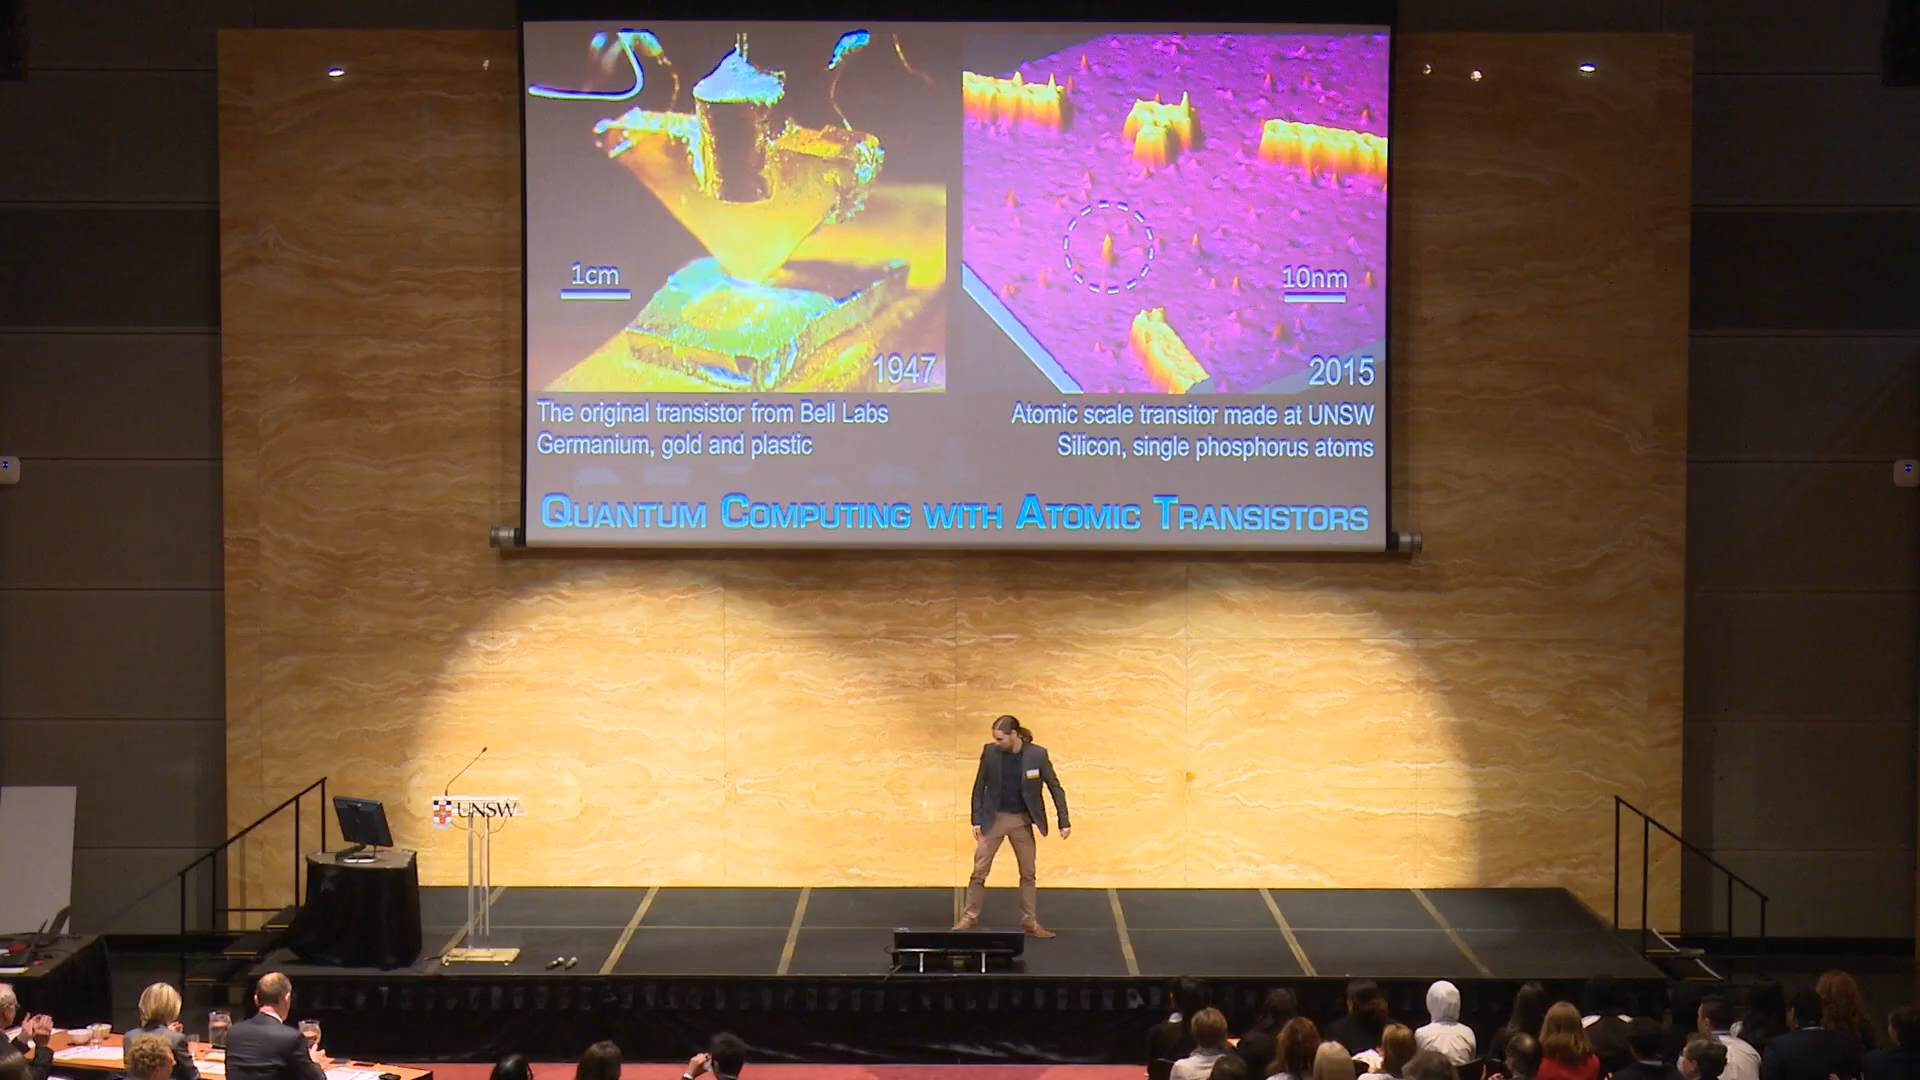 1cm
1947
10nm
2015
The original transistor from Bell Labs
Germanium, gold and plastic
Atomic scale transitor made at UNSW
Silicon, single phosphorus atoms
QUANTUM COMPUTING WITH ATOMIC TRANSISTORS
UNSW